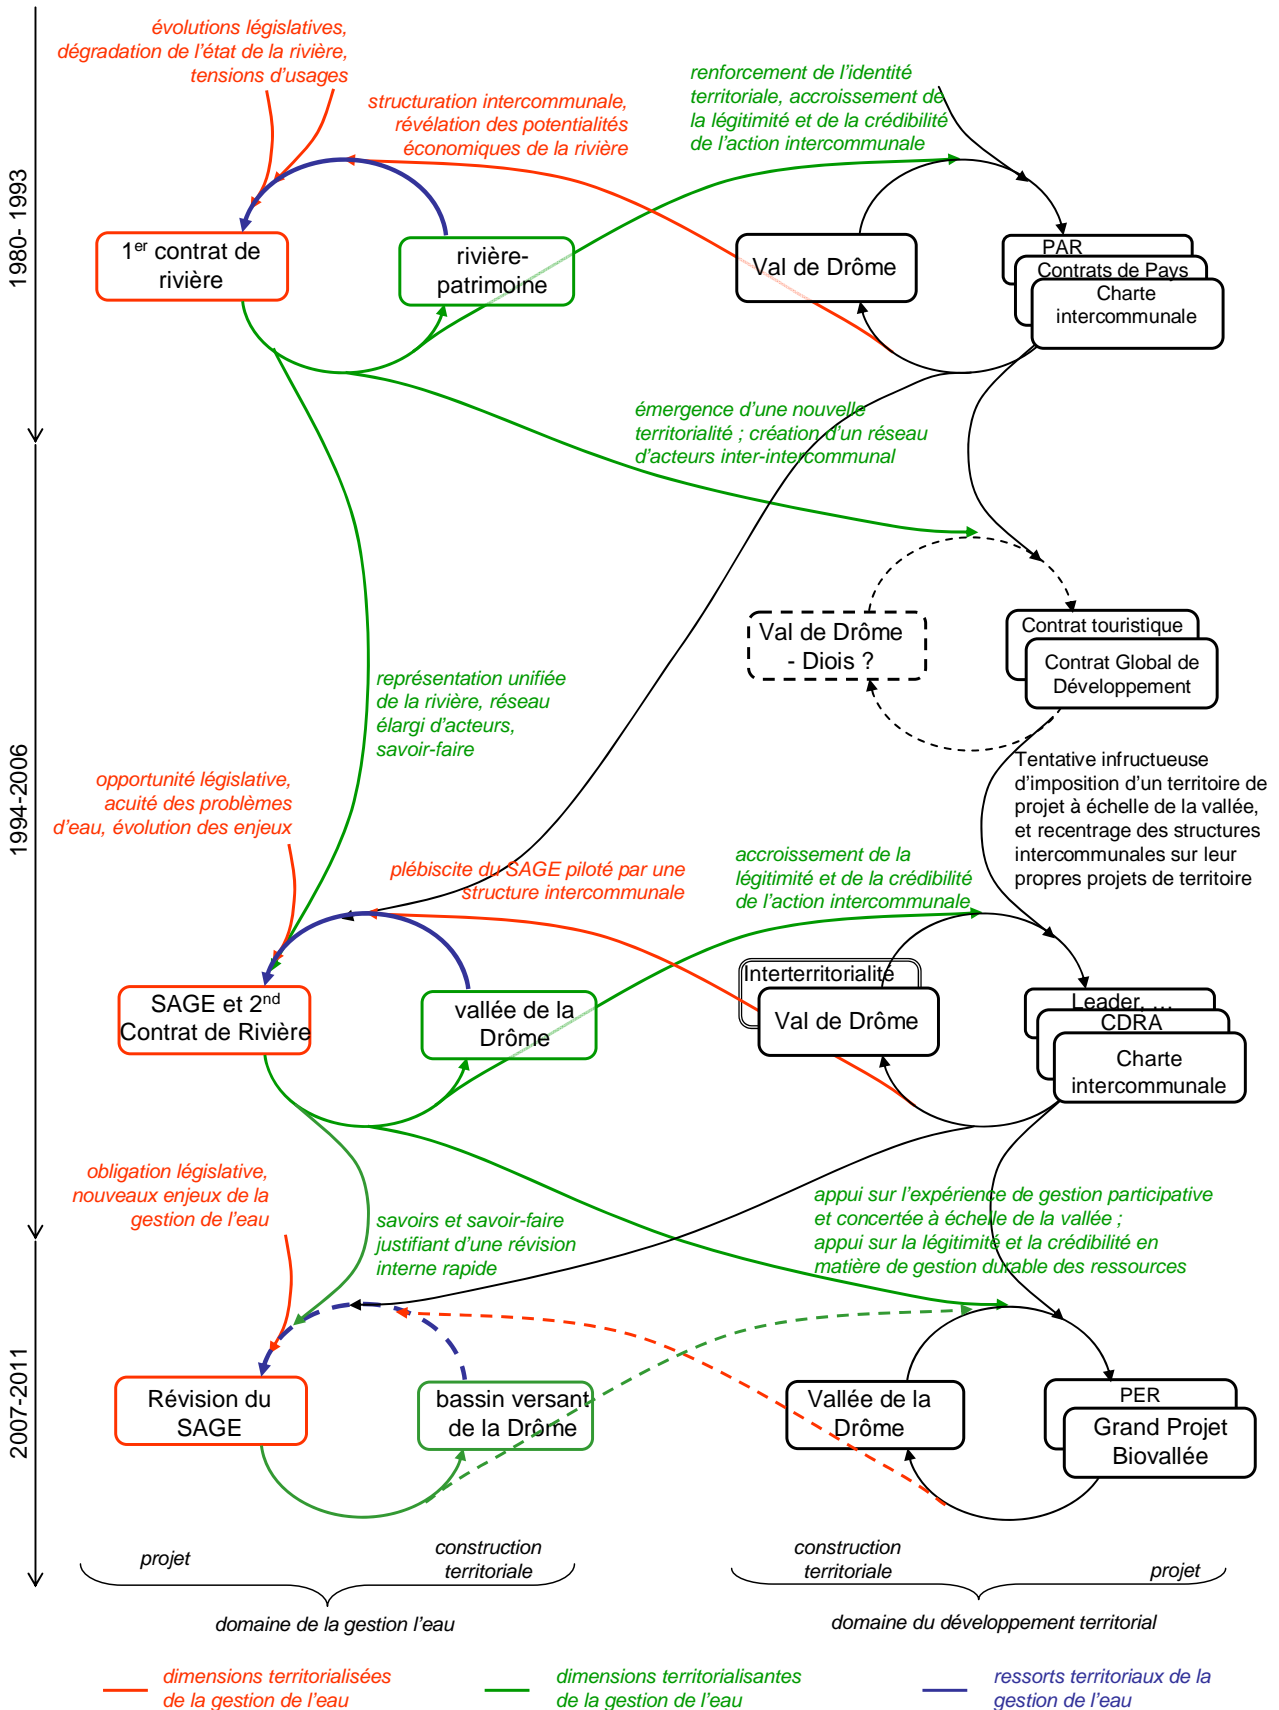 évolutions législatives,
dégradation de l'état de la rivière,
tensions d'usages
structuration intercommunale,
révélation des potentialités
économiques de la rivière
renforcement de l'identité
territoriale, accroissement de
la légitimité et de la crédibilité
de l'action intercommunale
1980- 1993
1er contrat de
rivière
rivière-
patrimoine
Val de Drôme
PAR
Contrats de Pays
Charte
intercommunale
émergence d'une nouvelle
territorialité ; création d'un réseau
d'acteurs inter-intercommunal
1994-2006
Val de Drôme
- Diois ?
Contrat touristique
Contrat Global de
Développement
représentation unifiée
de la rivière, réseau
élargi d'acteurs,
savoir-faire
Tentative infructueuse
d'imposition d'un territoire de
projet à échelle de la vallée,
et recentrage des structures
intercommunales sur leur
propres projets de territoire
opportunité législative,
acuité des problèmes
d'eau, évolution des enjeux
plébiscite du SAGE piloté par une
structure intercommunale
accroissement de la
légitimité et de la crédibilité
de l'action intercommunale
SAGE et 2nd
Contrat de Rivière
vallée de la
Drôme
Interterritorialité
Val de Drôme
Leader, ...
CDRA
Charte
intercommunale
obligation législative,
nouveaux enjeux de la
gestion de l'eau
savoirs et savoir-faire
justifiant d'une révision
interne rapide
appui sur l'expérience de gestion participative
et concertée à échelle de la vallée ;
appui sur la légitimité et la crédibilité en
matière de gestion durable des ressources
2007-2011
Révision du
SAGE
bassin versant
de la Drôme
Vallée de la
Drôme
PER
Grand Projet
Biovallée
projet
construction
territoriale
construction
territoriale
projet
domaine de la gestion l'eau
domaine du développement territorial
dimensions territorialisées
de la gestion de l'eau
dimensions territorialisantes
de la gestion de l'eau
ressorts territoriaux de la
gestion de l'eau